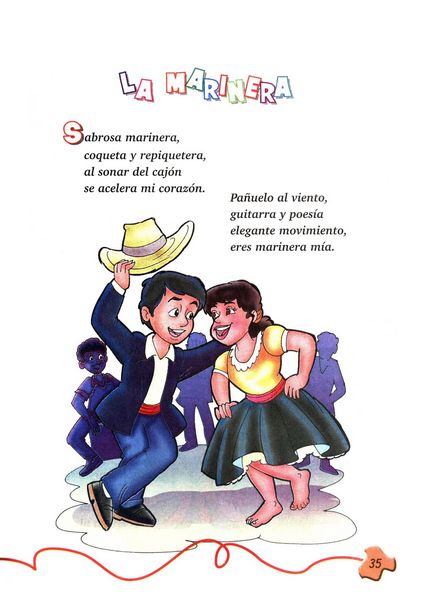 LA MARINERA
Sabrosa marinera,
coqueta y repiquetera,
al sonar del cajón
se acelera mi corazón.
Pañuelo al viento,
guitarra y poesía
elegante movimiento,
eres marinera mía.
35